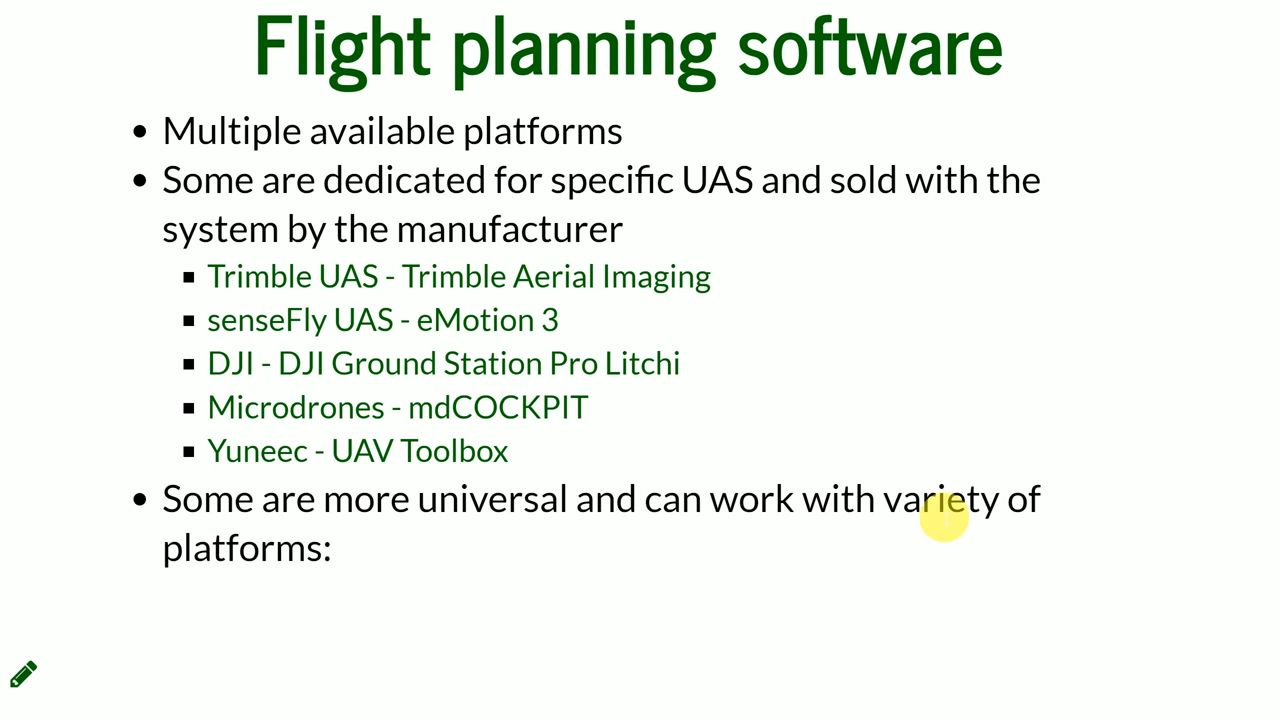 Flight planning software
Multiple available platforms
Some are dedicated for specific UAS and sold with the
system by the manufacturer
Trimble UAS - Trimble Aerial Imaging
senseFly UAS - eMotion 3
DJI - DJI Ground Station Pro Litchi
Microdrones - mdCOCKPIT
Yuneec - UAV Toolbox
Some are more universal and can work with variety of
platforms: